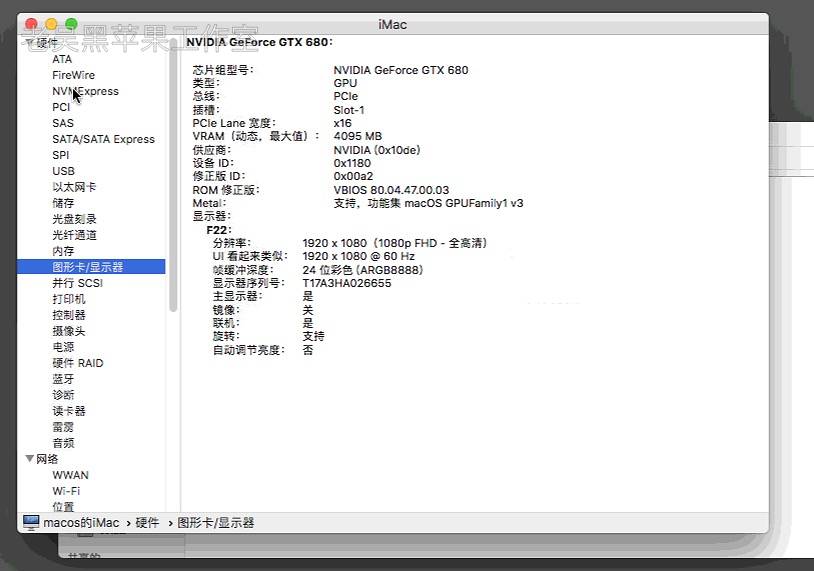 iMac
老吴黑苹果工作室
硬件
ATA
FireWire
NVMExpress
PCI
SAS
SATA/SATA Express
SPI
USB
以太网卡
储存
光盘刻录
光纤通道
内存
图形卡/显示器
并行 SCSI
打印机
控制器
摄像头
电源
硬件 RAID
蓝牙
诊断
读卡器
雷雳
音频
网络
WWAN
Wi-Fi
位置
NVIDIA GeForce GTX 680：
芯片组型号： NVIDIA GeForce GTX 680
类型： GPU
总线： PCIe
插槽： Slot-1
PCIe Lane 宽度： x16
VRAM（动态，最大值）： 4095 MB
供应商： NVIDIA (0x10de)
设备 ID： 0x1180
修正版 ID： 0x00a2
ROM 修正版： VBIOS 80.04.47.00.03
Metal： 支持，功能集 macOS GPUFamily1 v3
显示器：
F22：
分辨率： 1920 x 1080（1080p FHD - 全高清）
UI 看起来类似： 1920 x 1080 @ 60 Hz
帧缓冲深度： 24 位彩色 (ARGB8888)
显示器序列号： T17A3HA026655
主显示器： 是
镜像： 关
联机： 是
旋转： 支持
自动调节亮度： 否
macos的iMac › 硬件 › 图形卡/显示器